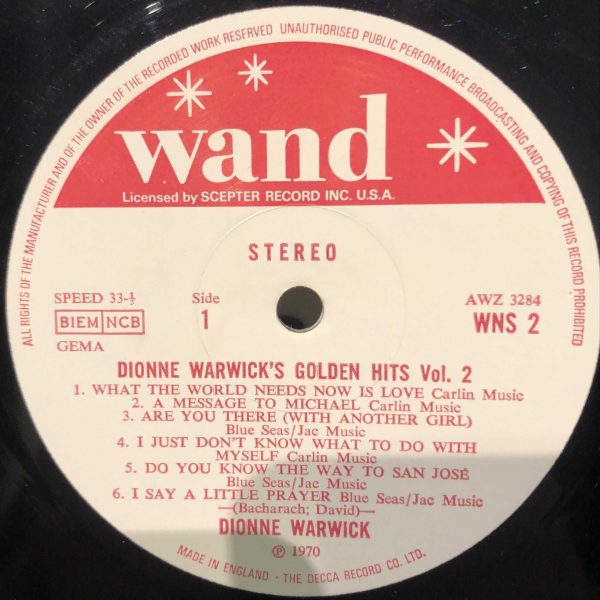 ALL RIGHTS OF THE MANUFACTURER AND OF THE OWNER OF THE RECORDED WORK RESERVED UNAUTHORISED PUBLIC PERFORMANCE BROADCASTING AND COPYING OF THIS RECORD PROHIBITED
wand
Licensed by SCEPTER RECORD INC. U.S.A.
STEREO
SPEED 33-⅓ Side AWZ 3284
BIEM NCB 1 WNS 2
GEMA
DIONNE WARWICK'S GOLDEN HITS Vol. 2
1. WHAT THE WORLD NEEDS NOW IS LOVE Carlin Music
2. A MESSAGE TO MICHAEL Carlin Music
3. ARE YOU THERE (WITH ANOTHER GIRL)
Blue Seas/Jac Music
4. I JUST DON'T KNOW WHAT TO DO WITH
MYSELF Carlin Music
5. DO YOU KNOW THE WAY TO SAN JOSÉ
Blue Seas/Jac Music
6. I SAY A LITTLE PRAYER Blue Seas/Jac Music
—(Bacharach; David)—
DIONNE WARWICK
℗ 1970
MADE IN ENGLAND · THE DECCA RECORD CO. LTD.